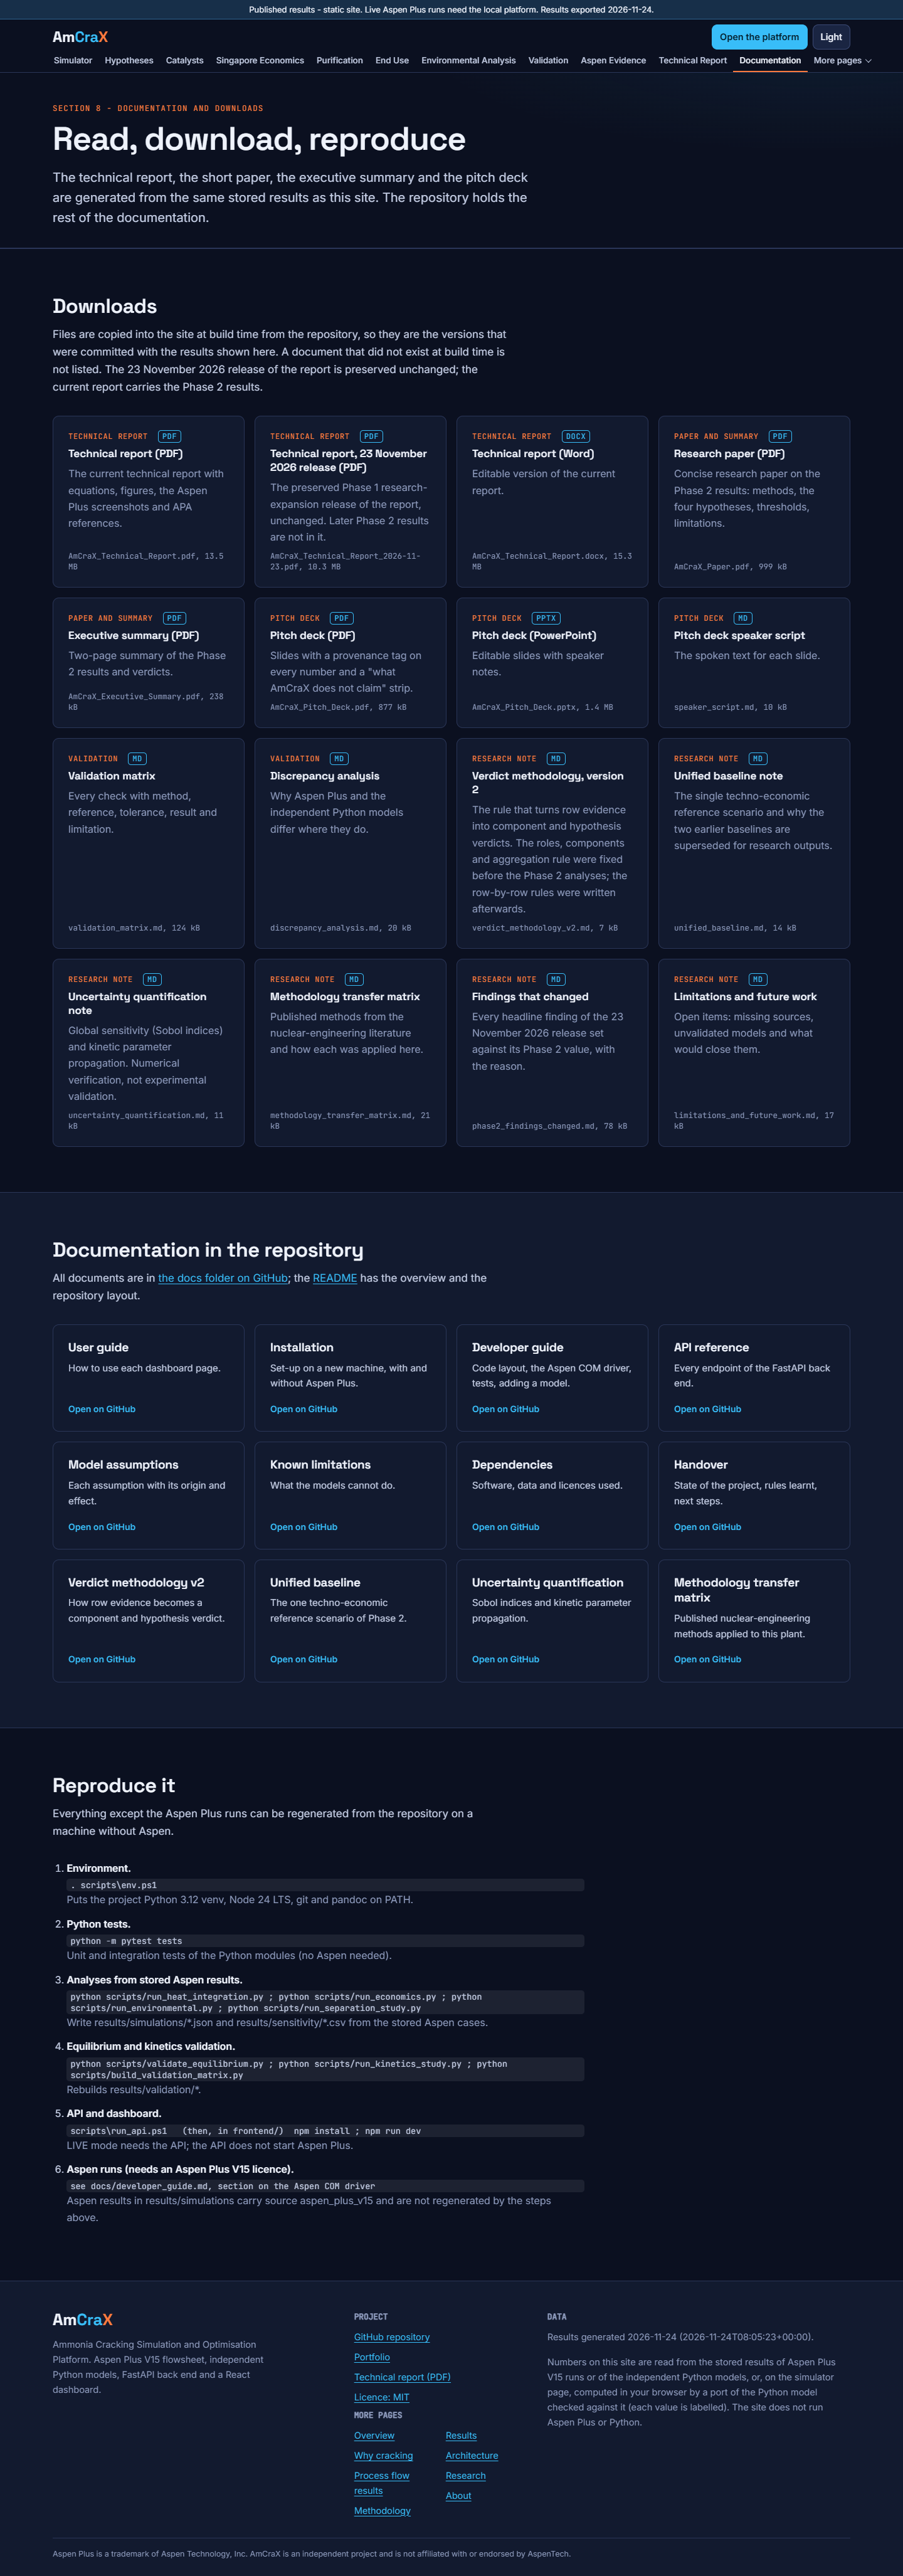 Published results - static site. Live Aspen Plus runs need the local platform. Results exported 2026-11-24.
AmCraX
Open the platform
Light
Simulator
Hypotheses
Catalysts
Singapore Economics
Purification
End Use
Environmental Analysis
Validation
Aspen Evidence
Technical Report
Documentation
More pages
SECTION 8 - DOCUMENTATION AND DOWNLOADS
Read, download, reproduce
The technical report, the short paper, the executive summary and the pitch deck
are generated from the same stored results as this site. The repository holds the
rest of the documentation.
Downloads
Files are copied into the site at build time from the repository, so they are the versions that
were committed with the results shown here. A document that did not exist at build time is
not listed. The 23 November 2026 release of the report is preserved unchanged; the
current report carries the Phase 2 results.
TECHNICAL REPORT PDF
Technical report (PDF)
The current technical report with
equations, figures, the Aspen
Plus screenshots and APA
references.
AmCraX_Technical_Report.pdf, 13.5
MB
TECHNICAL REPORT PDF
Technical report, 23 November
2026 release (PDF)
The preserved Phase 1 research-
expansion release of the report,
unchanged. Later Phase 2 results
are not in it.
AmCraX_Technical_Report_2026-11-
23.pdf, 10.3 MB
TECHNICAL REPORT DOCX
Technical report (Word)
Editable version of the current
report.
AmCraX_Technical_Report.docx, 15.3
MB
PAPER AND SUMMARY PDF
Research paper (PDF)
Concise research paper on the
Phase 2 results: methods, the
four hypotheses, thresholds,
limitations.
AmCraX_Paper.pdf, 999 kB
PAPER AND SUMMARY PDF
Executive summary (PDF)
Two-page summary of the Phase
2 results and verdicts.
AmCraX_Executive_Summary.pdf, 238
kB
PITCH DECK PDF
Pitch deck (PDF)
Slides with a provenance tag on
every number and a "what
AmCraX does not claim" strip.
AmCraX_Pitch_Deck.pdf, 877 kB
PITCH DECK PPTX
Pitch deck (PowerPoint)
Editable slides with speaker
notes.
AmCraX_Pitch_Deck.pptx, 1.4 MB
PITCH DECK MD
Pitch deck speaker script
The spoken text for each slide.
speaker_script.md, 10 kB
VALIDATION MD
Validation matrix
Every check with method,
reference, tolerance, result and
limitation.
validation_matrix.md, 124 kB
VALIDATION MD
Discrepancy analysis
Why Aspen Plus and the
independent Python models
differ where they do.
discrepancy_analysis.md, 20 kB
RESEARCH NOTE MD
Verdict methodology, version
2
The rule that turns row evidence
into component and hypothesis
verdicts. The roles, components
and aggregation rule were fixed
before the Phase 2 analyses; the
row-by-row rules were written
afterwards.
verdict_methodology_v2.md, 7 kB
RESEARCH NOTE MD
Unified baseline note
The single techno-economic
reference scenario and why the
two earlier baselines are
superseded for research outputs.
unified_baseline.md, 14 kB
RESEARCH NOTE MD
Uncertainty quantification
note
Global sensitivity (Sobol indices)
and kinetic parameter
propagation. Numerical
verification, not experimental
validation.
uncertainty_quantification.md, 11
kB
RESEARCH NOTE MD
Methodology transfer matrix
Published methods from the
nuclear-engineering literature
and how each was applied here.
methodology_transfer_matrix.md, 21
kB
RESEARCH NOTE MD
Findings that changed
Every headline finding of the 23
November 2026 release set
against its Phase 2 value, with
the reason.
phase2_findings_changed.md, 78 kB
RESEARCH NOTE MD
Limitations and future work
Open items: missing sources,
unvalidated models and what
would close them.
limitations_and_future_work.md, 17
kB
Documentation in the repository
All documents are in the docs folder on GitHub; the README has the overview and the
repository layout.
User guide
How to use each dashboard page.
Open on GitHub
Installation
Set-up on a new machine, with and
without Aspen Plus.
Open on GitHub
Developer guide
Code layout, the Aspen COM driver,
tests, adding a model.
Open on GitHub
API reference
Every endpoint of the FastAPI back
end.
Open on GitHub
Model assumptions
Each assumption with its origin and
effect.
Open on GitHub
Known limitations
What the models cannot do.
Open on GitHub
Dependencies
Software, data and licences used.
Open on GitHub
Handover
State of the project, rules learnt,
next steps.
Open on GitHub
Verdict methodology v2
How row evidence becomes a
component and hypothesis verdict.
Open on GitHub
Unified baseline
The one techno-economic
reference scenario of Phase 2.
Open on GitHub
Uncertainty quantification
Sobol indices and kinetic parameter
propagation.
Open on GitHub
Methodology transfer
matrix
Published nuclear-engineering
methods applied to this plant.
Open on GitHub
Reproduce it
Everything except the Aspen Plus runs can be regenerated from the repository on a
machine without Aspen.
1. Environment.
. scripts\env.ps1
Puts the project Python 3.12 venv, Node 24 LTS, git and pandoc on PATH.
2. Python tests.
python -m pytest tests
Unit and integration tests of the Python modules (no Aspen needed).
3. Analyses from stored Aspen results.
python scripts/run_heat_integration.py ; python scripts/run_economics.py ; python
scripts/run_environmental.py ; python scripts/run_separation_study.py
Write results/simulations/*.json and results/sensitivity/*.csv from the stored Aspen cases.
4. Equilibrium and kinetics validation.
python scripts/validate_equilibrium.py ; python scripts/run_kinetics_study.py ; python
scripts/build_validation_matrix.py
Rebuilds results/validation/*.
5. API and dashboard.
scripts\run_api.ps1 (then, in frontend/) npm install ; npm run dev
LIVE mode needs the API; the API does not start Aspen Plus.
6. Aspen runs (needs an Aspen Plus V15 licence).
see docs/developer_guide.md, section on the Aspen COM driver
Aspen results in results/simulations carry source aspen_plus_v15 and are not regenerated by the steps
above.
AmCraX
Ammonia Cracking Simulation and Optimisation
Platform. Aspen Plus V15 flowsheet, independent
Python models, FastAPI back end and a React
dashboard.
PROJECT
GitHub repository
Portfolio
Technical report (PDF)
Licence: MIT
MORE PAGES
Overview
Why cracking
Process flow
results
Methodology
Results
Architecture
Research
About
DATA
Results generated 2026-11-24 (2026-11-24T08:05:23+00:00).
Numbers on this site are read from the stored results of Aspen Plus
V15 runs or of the independent Python models, or, on the simulator
page, computed in your browser by a port of the Python model
checked against it (each value is labelled). The site does not run
Aspen Plus or Python.
Aspen Plus is a trademark of Aspen Technology, Inc. AmCraX is an independent project and is not affiliated with or endorsed by AspenTech.